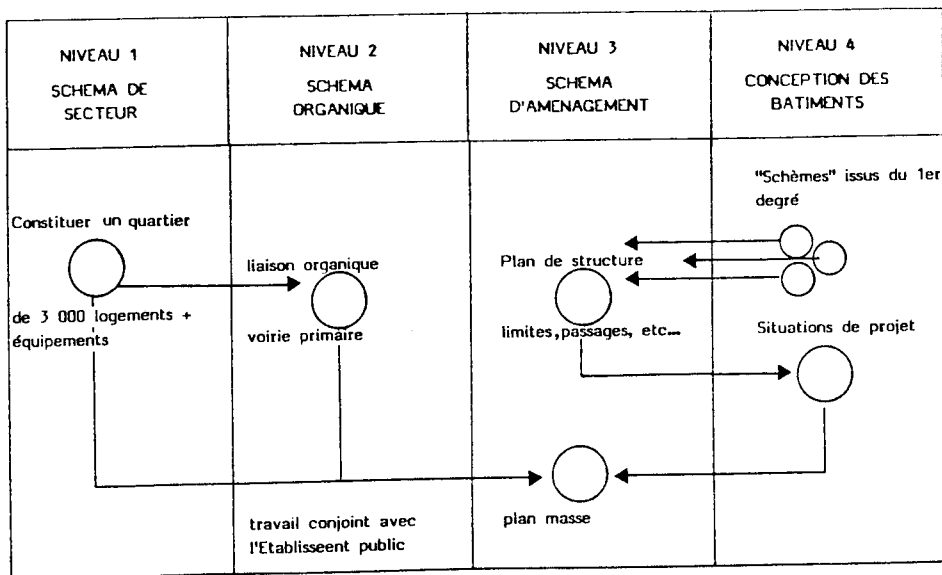 NIVEAU 1
SCHEMA DE
SECTEUR
NIVEAU 2
SCHEMA
ORGANIQUE
NIVEAU 3
SCHEMA
D'AMENAGEMENT
NIVEAU 4
CONCEPTION DES
BATIMENTS
Constituer un quartier
de 3 000 logements +
équipements
liaison organique
voirie primaire
travail conjoint avec
l'Etablisseent public
Plan de structure
limites,passages, etc...
plan masse
"Schèmes" issus du 1er
degré
Situations de projet